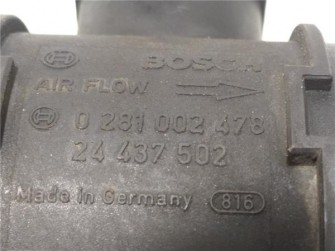 BOSCH
AIR FLOW
0 281 002 478
24 437 502
Made in Germany 816